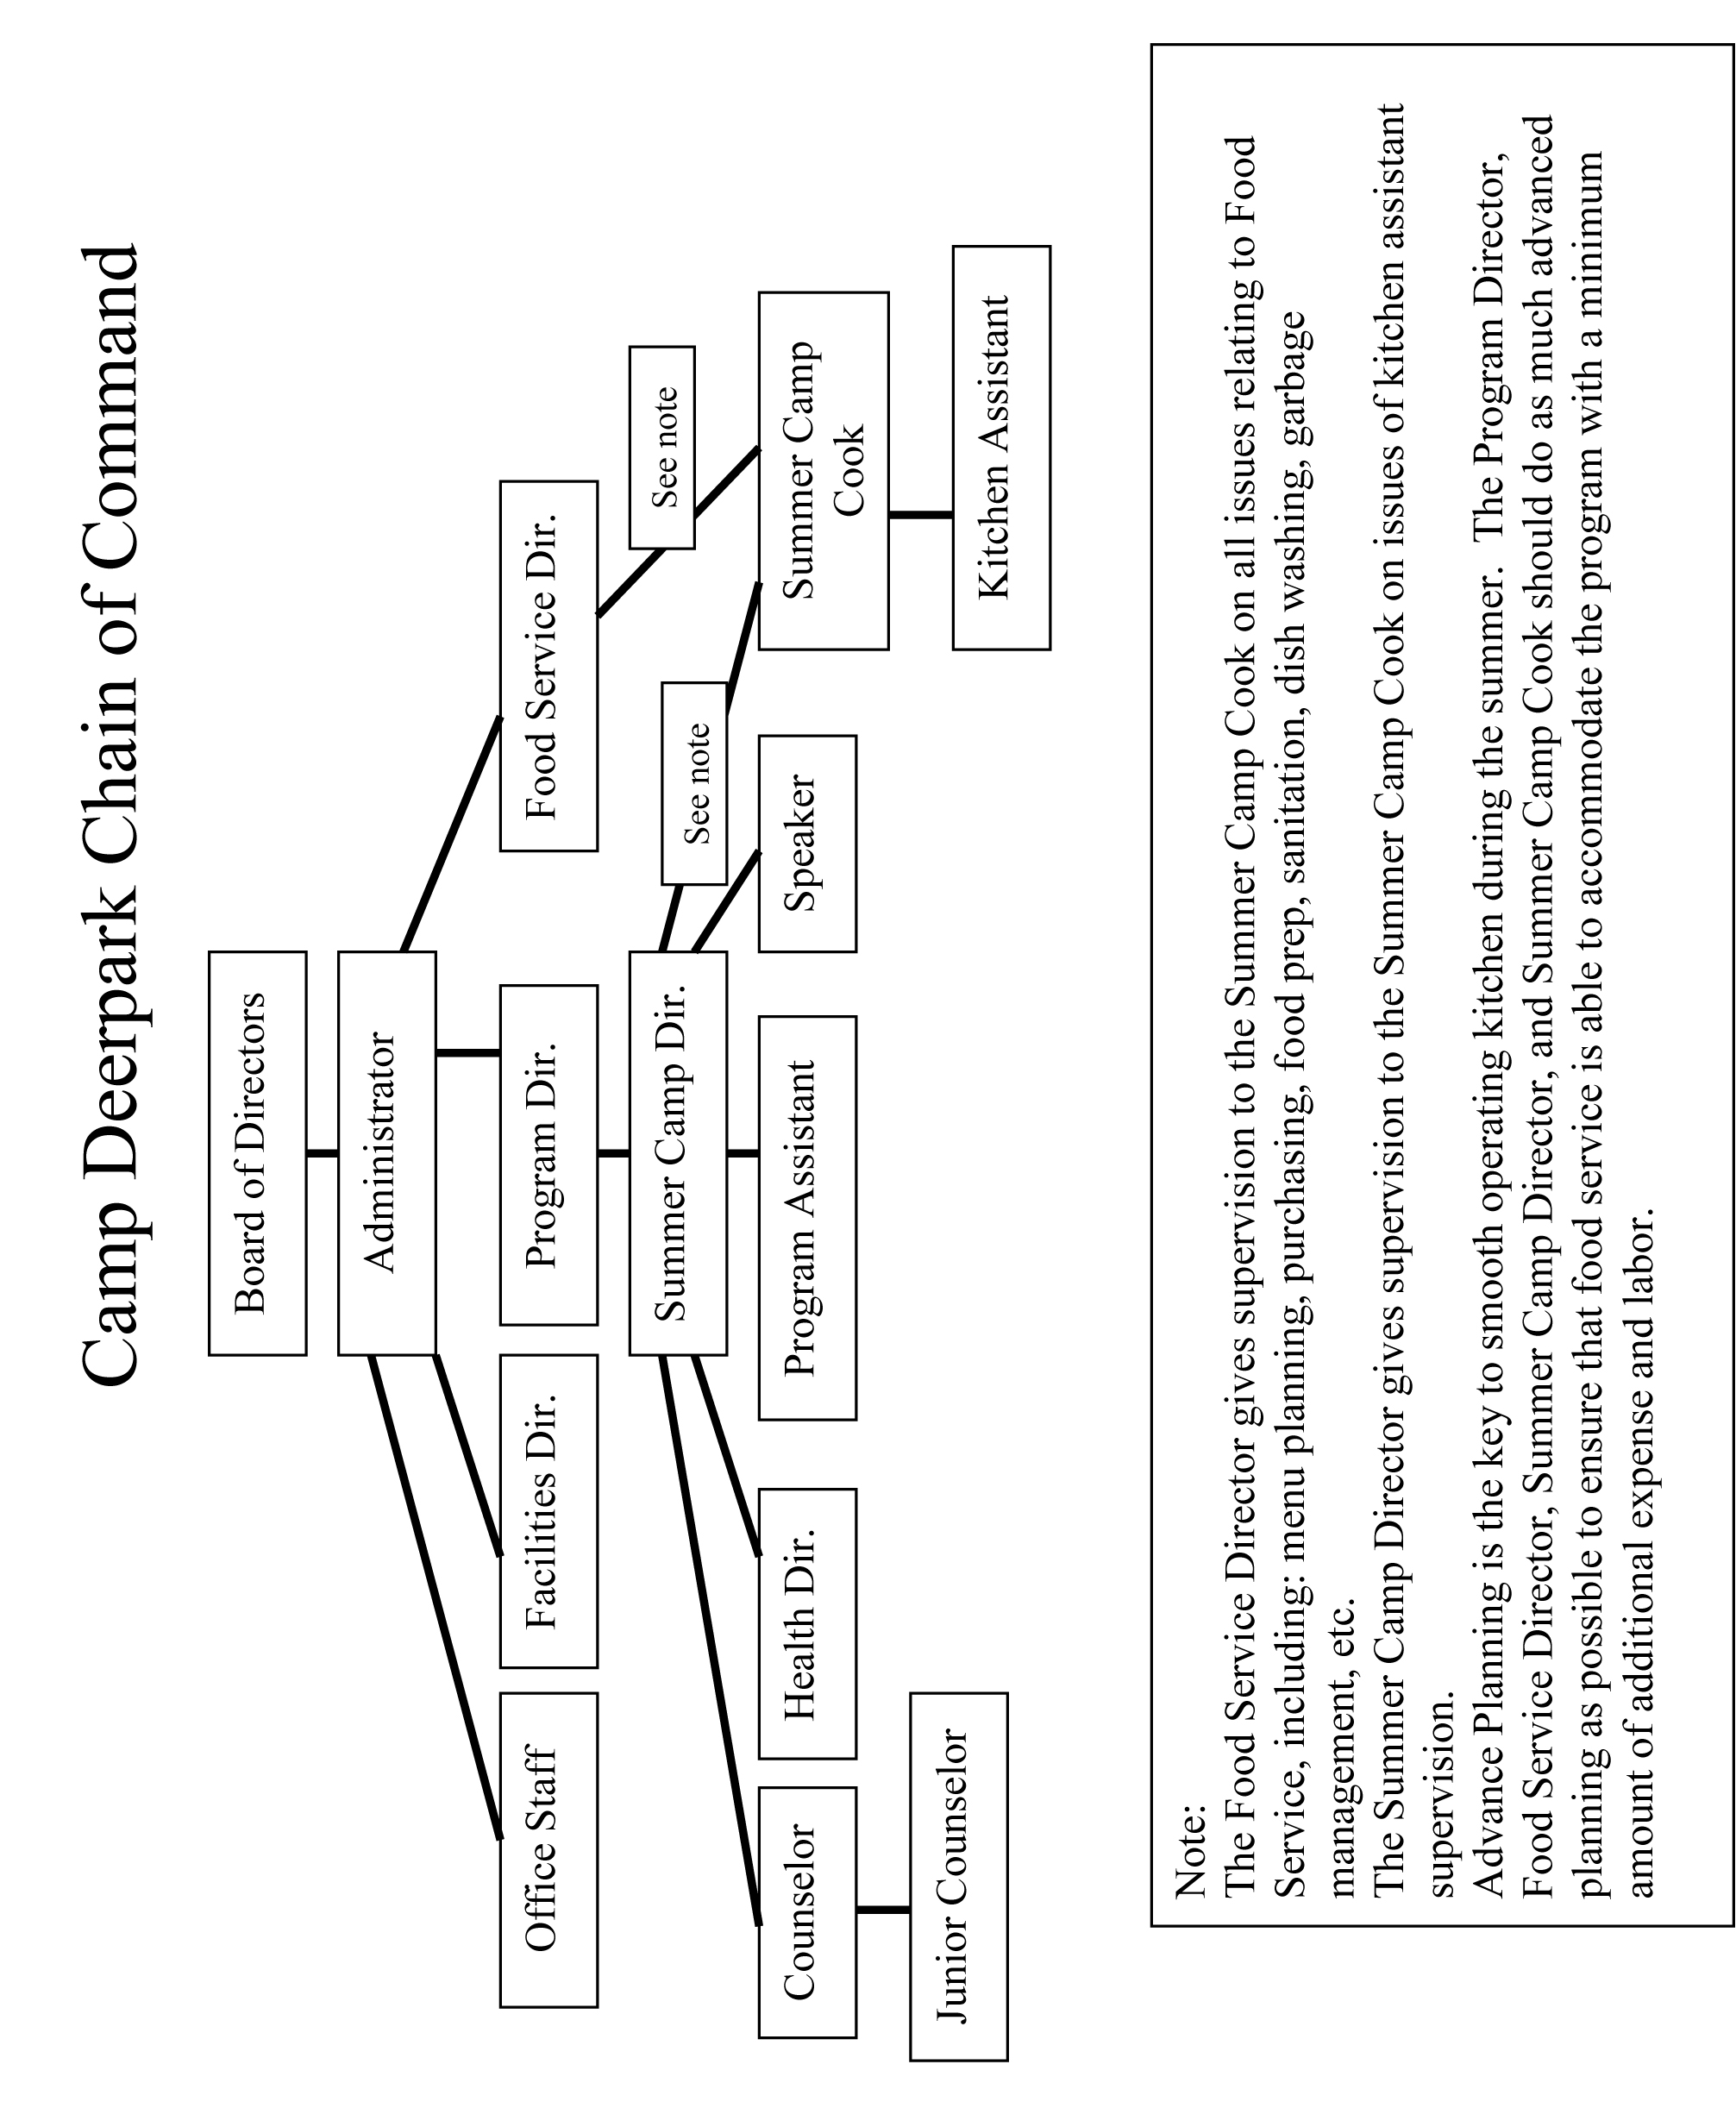 Camp Deerpark Chain of Command
Board of Directors
Administrator
Office Staff
Facilities Dir.
Program Dir.
Food Service Dir.
Summer Camp Dir.
See note
See note
Counselor
Health Dir.
Program Assistant
Speaker
Summer Camp
Cook
Junior Counselor
Kitchen Assistant
Note:
The Food Service Director gives supervision to the Summer Camp Cook on all issues relating to Food
Service, including: menu planning, purchasing, food prep, sanitation, dish washing, garbage
management, etc.
The Summer Camp Director gives supervision to the Summer Camp Cook on issues of kitchen assistant
supervision.
Advance Planning is the key to smooth operating kitchen during the summer.  The Program Director,
Food Service Director, Summer Camp Director, and Summer Camp Cook should do as much advanced
planning as possible to ensure that food service is able to accommodate the program with a minimum
amount of additional expense and labor.